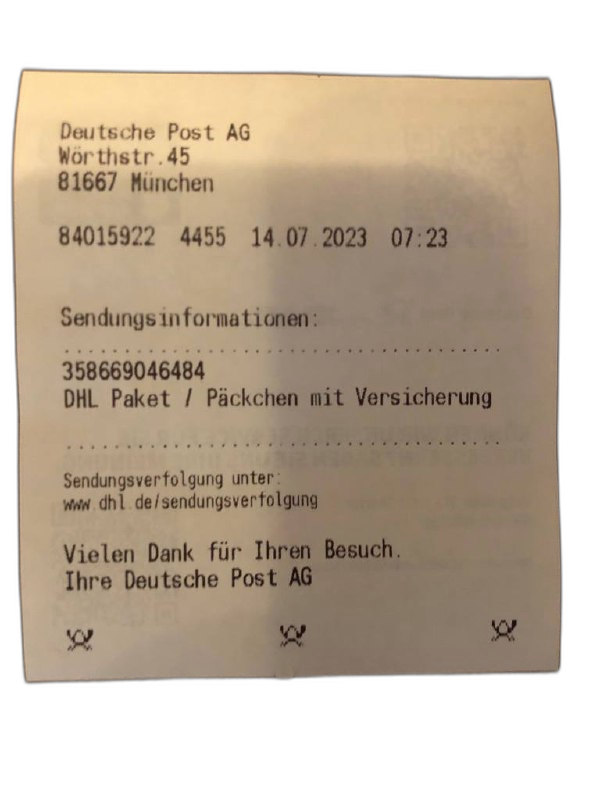 Deutsche Post AG
Wörthstr.45
81667 München
84015922 4455 14.07.2023 07:23
Sendungsinformationen:
358669046484
DHL Paket / Päckchen mit Versicherung
Sendungsverfolgung unter:
www.dhl.de/sendungsverfolgung
Vielen Dank für Ihren Besuch.
Ihre Deutsche Post AG